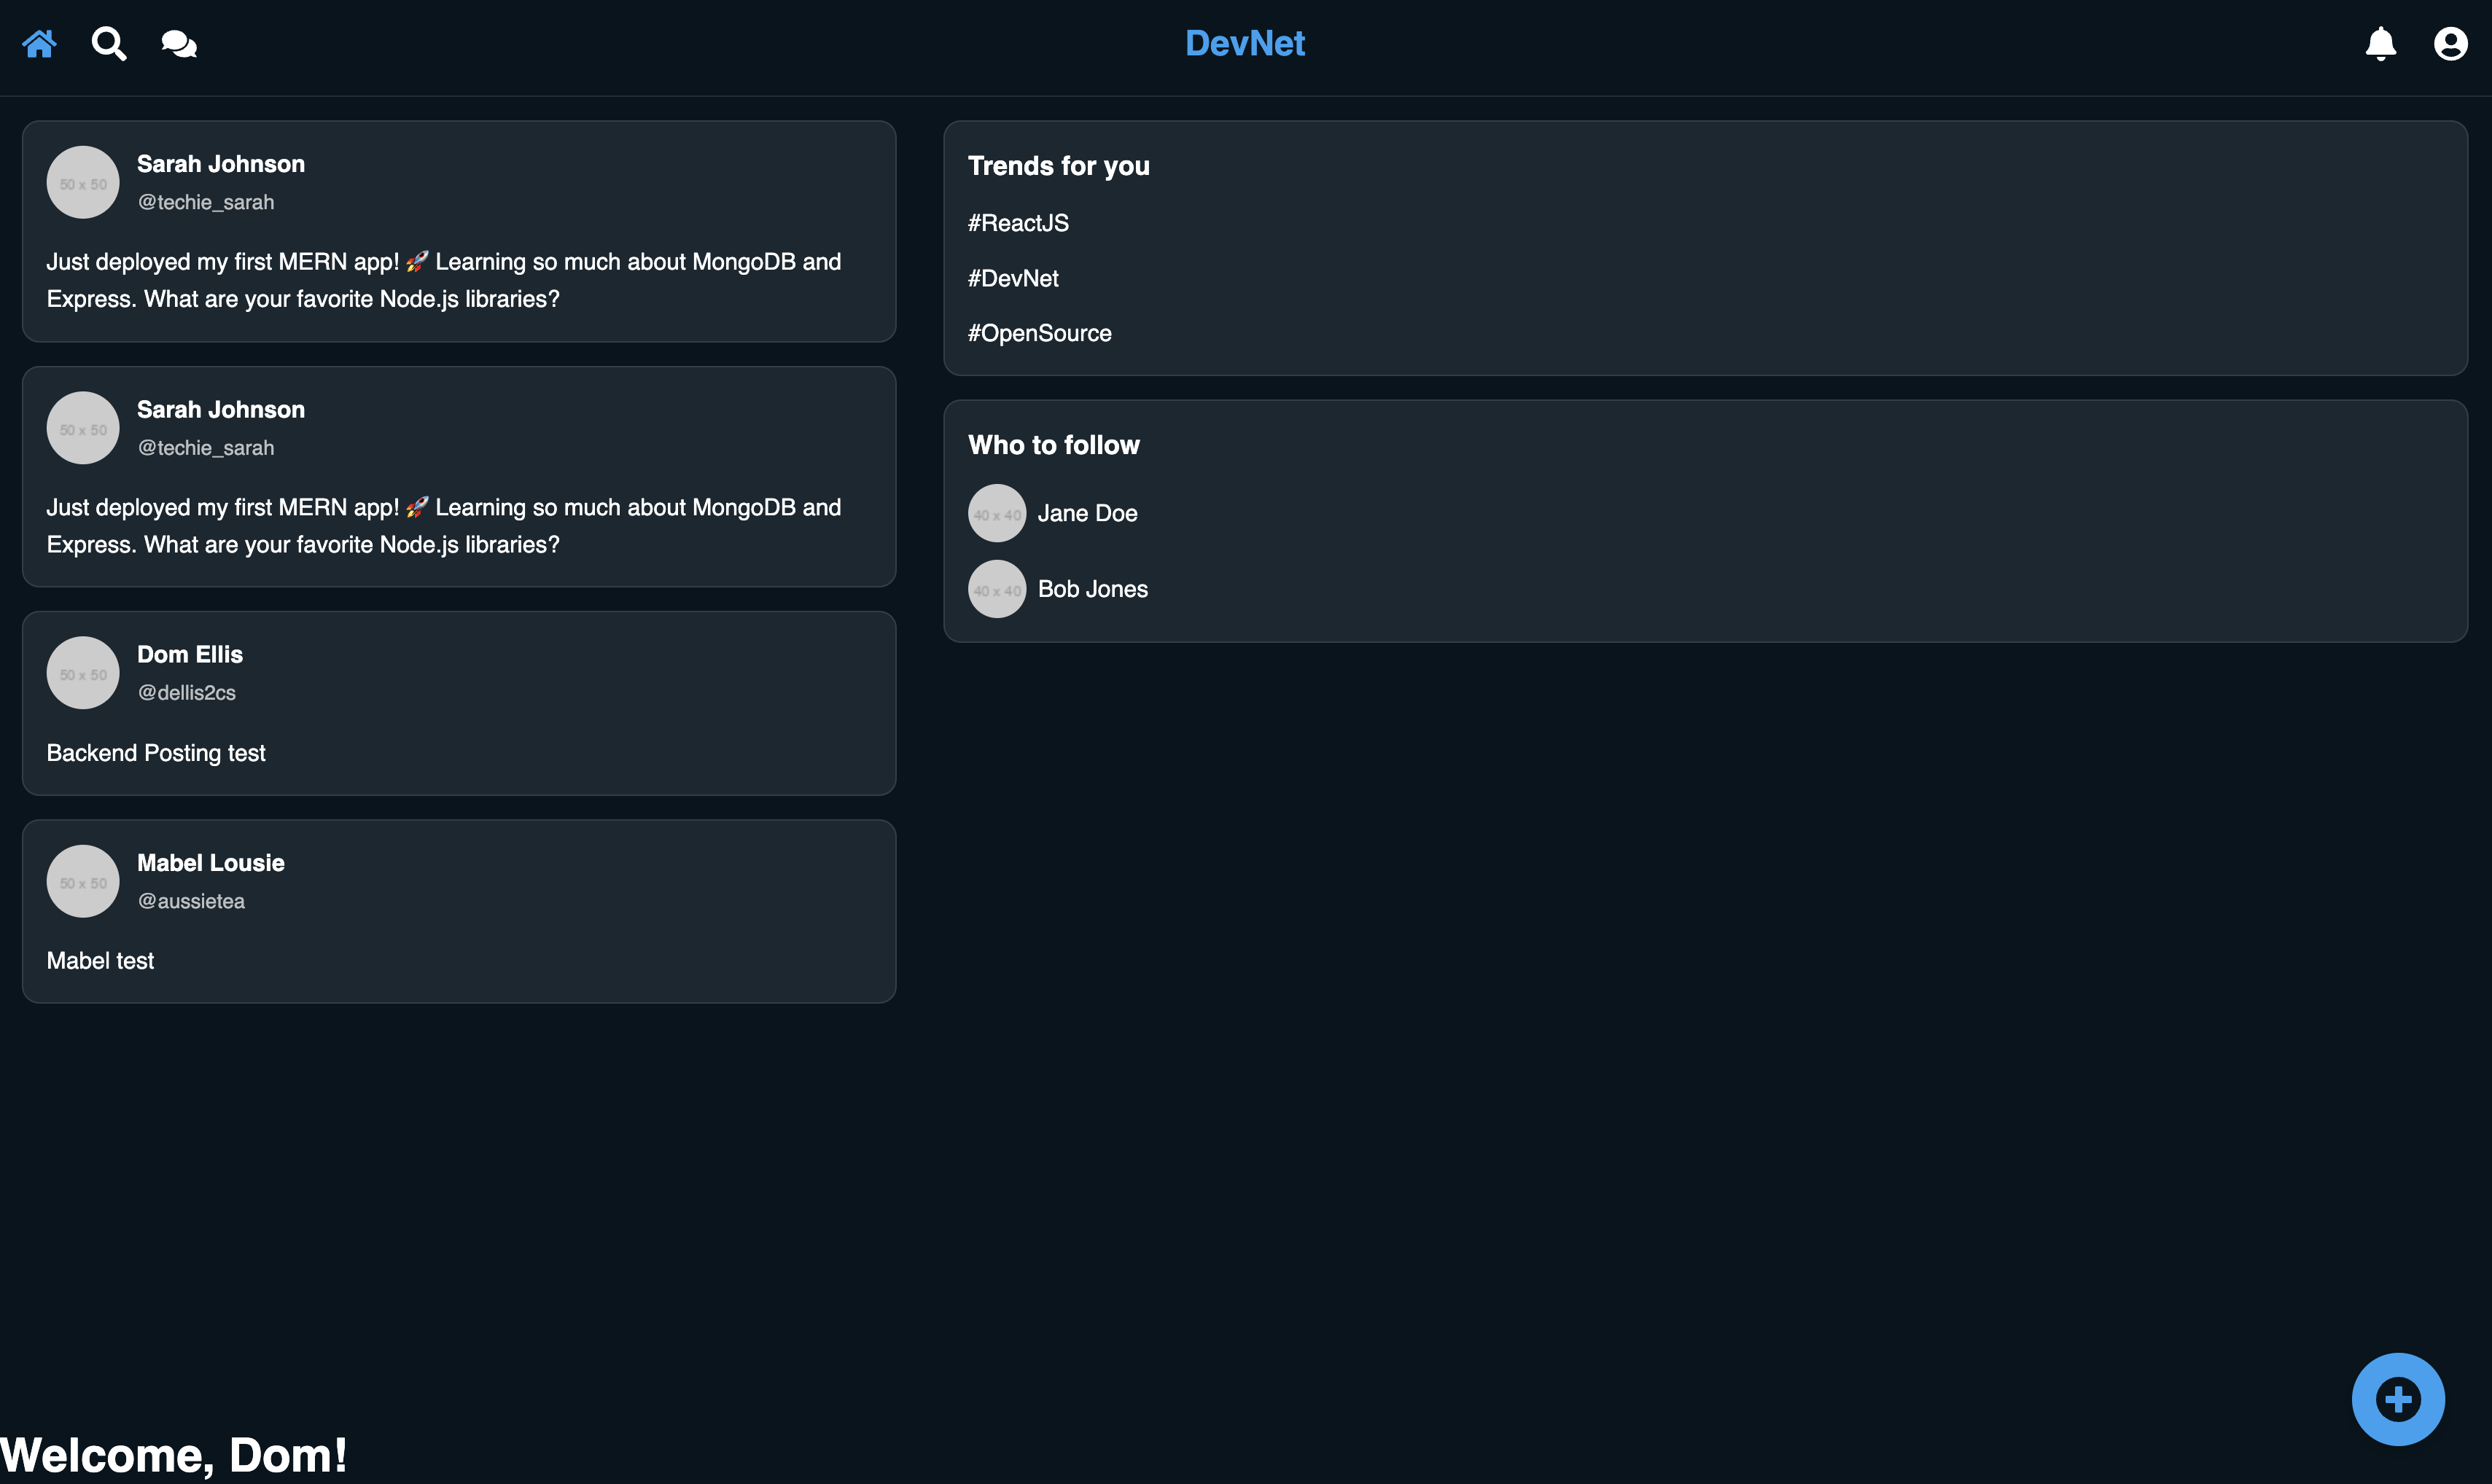 DevNet
Sarah Johnson
@techie_sarah
Just deployed my first MERN app! 🚀 Learning so much about MongoDB and
Express. What are your favorite Node.js libraries?
Sarah Johnson
@techie_sarah
Just deployed my first MERN app! 🚀 Learning so much about MongoDB and
Express. What are your favorite Node.js libraries?
Dom Ellis
@dellis2cs
Backend Posting test
Mabel Lousie
@aussietea
Mabel test
Trends for you
#ReactJS
#DevNet
#OpenSource
Who to follow
Jane Doe
Bob Jones
50 x 50
50 x 50
50 x 50
50 x 50
40 x 40
40 x 40
Welcome, Dom!